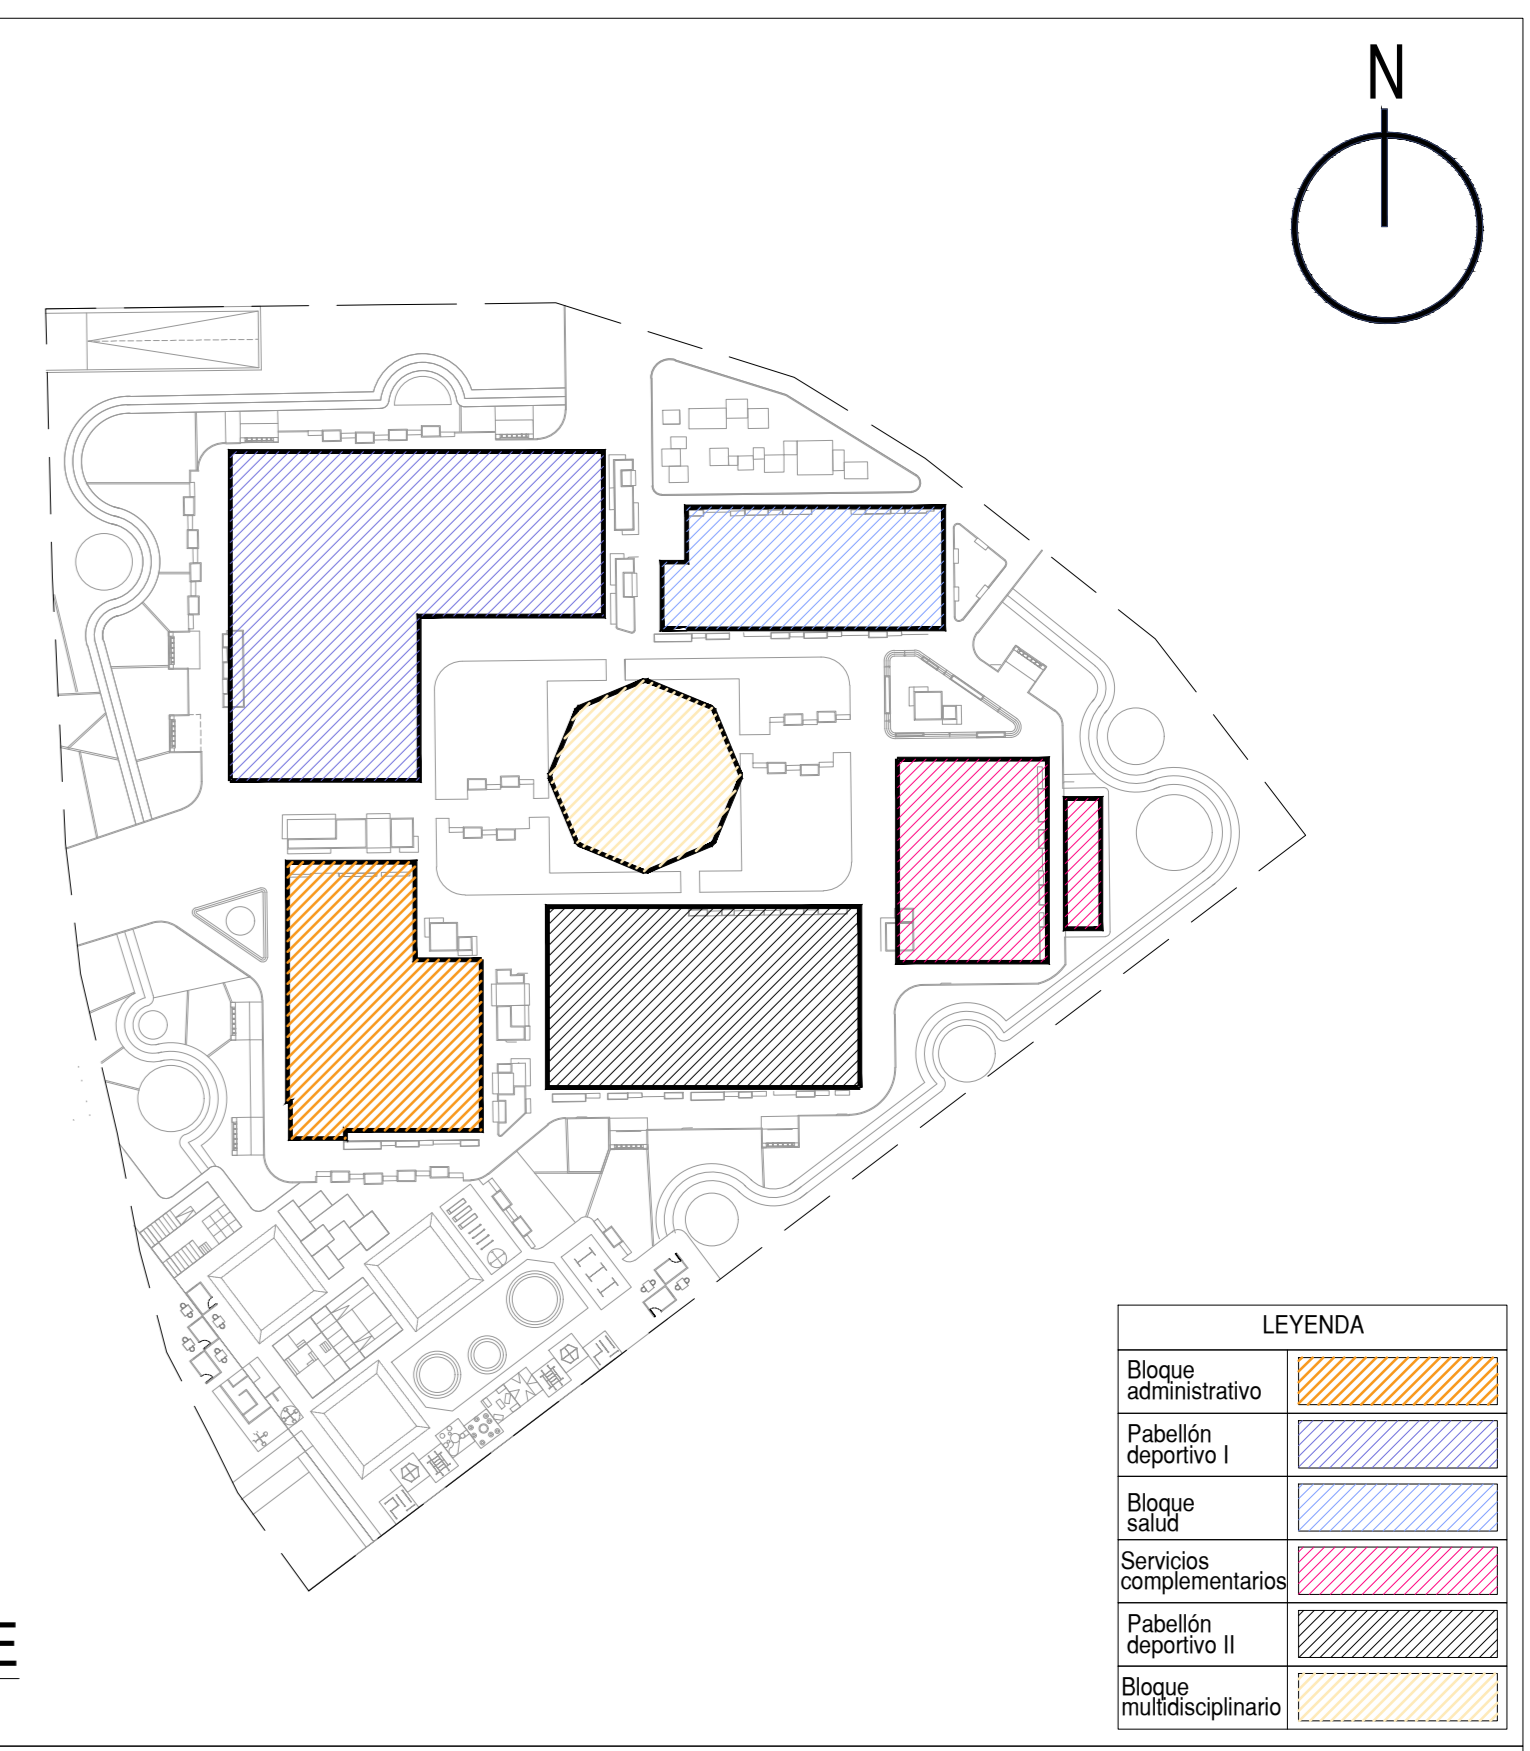 N
LEYENDA
Bloque
administrativo
Pabellón
deportivo I
Bloque
salud
Servicios
complementarios
Pabellón
deportivo II
Bloque
multidisciplinario
E